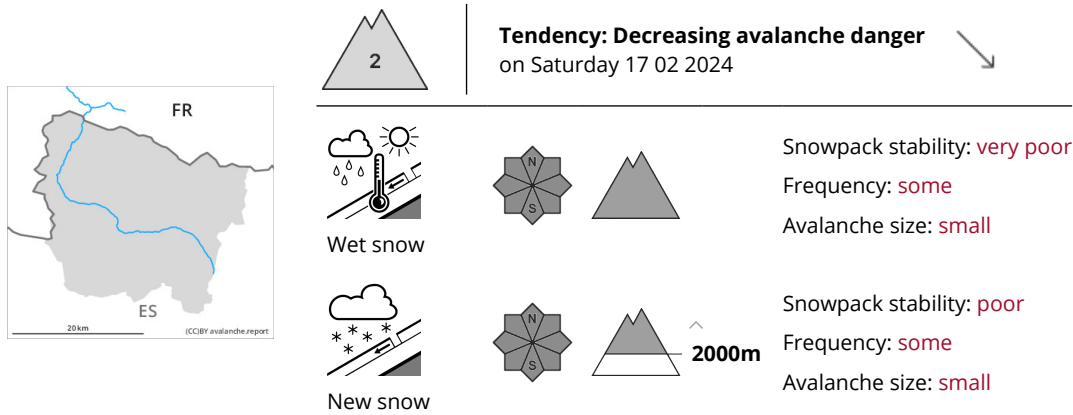 FR
ES
20 km
(CC)BY avalanche.report
2
Tendency: Decreasing avalanche danger
on Saturday 17 02 2024
N
S
Wet snow
Snowpack stability: very poor
Frequency: some
Avalanche size: small
N
S
2000m
New snow
Snowpack stability: poor
Frequency: some
Avalanche size: small